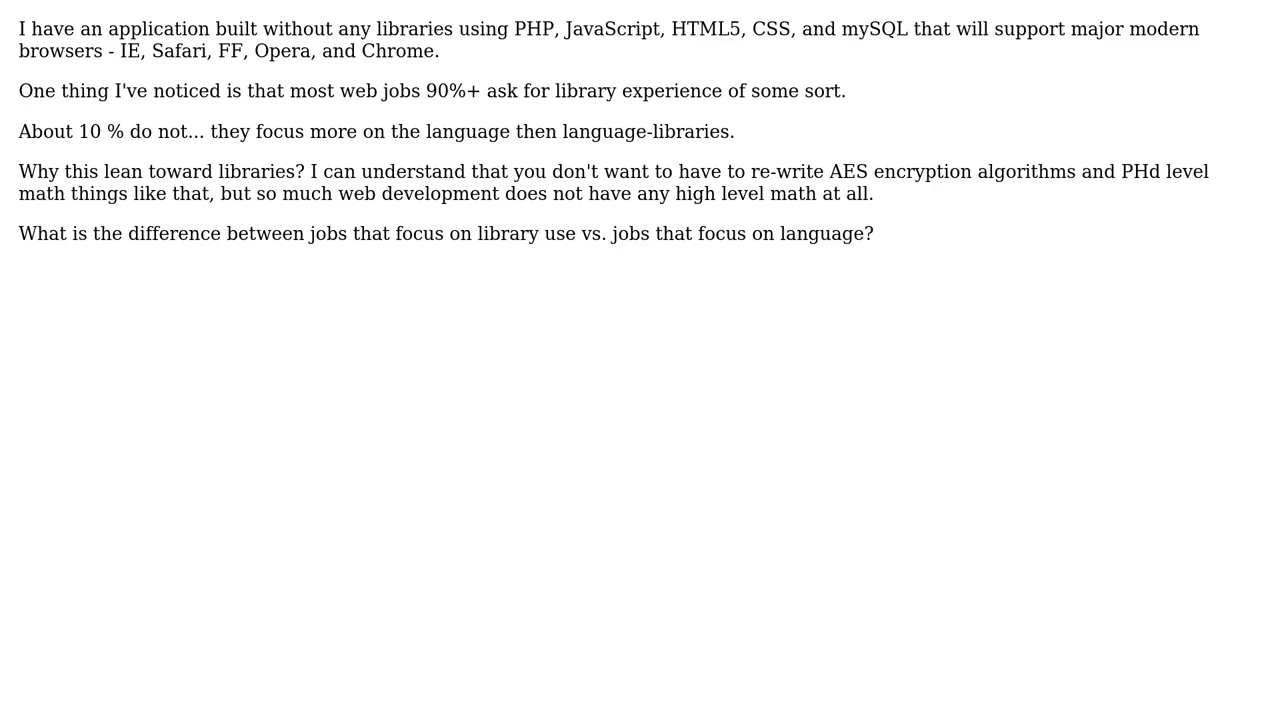 I have an application built without any libraries using PHP, JavaScript, HTML5, CSS, and mySQL that will support major modern
browsers - IE, Safari, FF, Opera, and Chrome.
One thing I've noticed is that most web jobs 90%+ ask for library experience of some sort.
About 10 % do not... they focus more on the language then language-libraries.
Why this lean toward libraries? I can understand that you don't want to have to re-write AES encryption algorithms and PHd level
math things like that, but so much web development does not have any high level math at all.
What is the difference between jobs that focus on library use vs. jobs that focus on language?